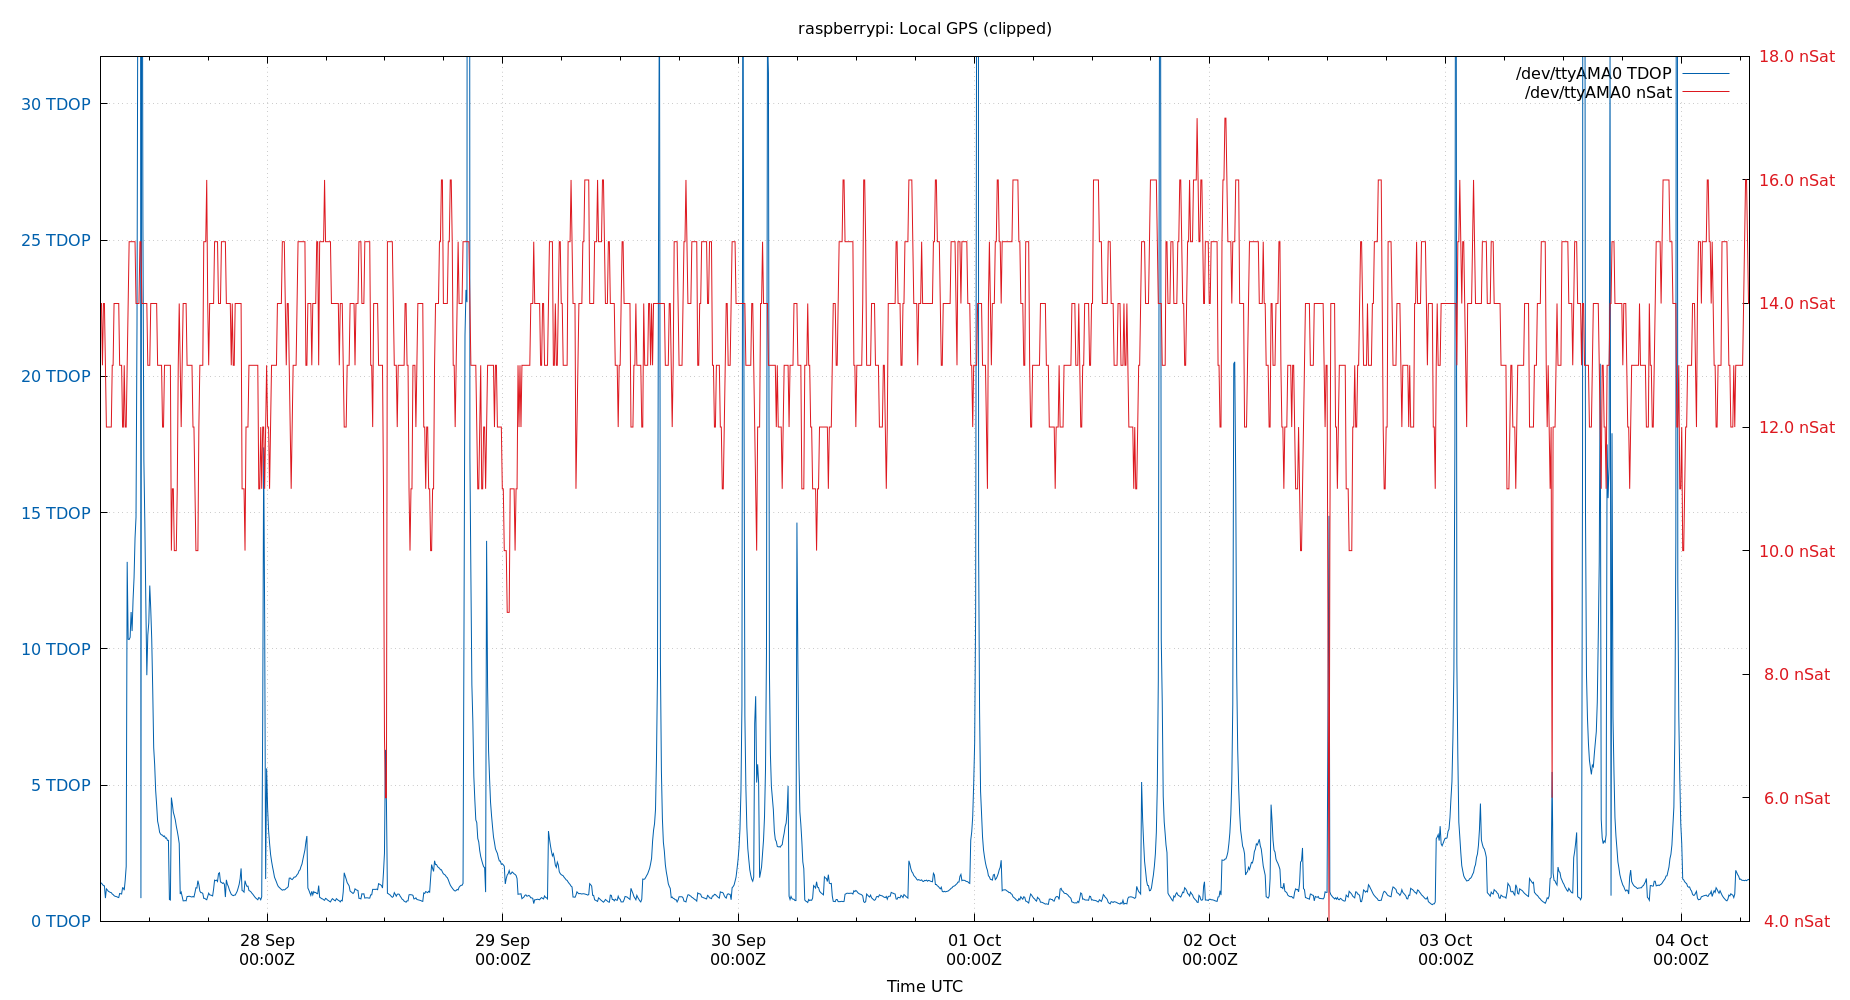 raspberrypi: Local GPS (clipped)
/dev/ttyAMA0 TDOP
/dev/ttyAMA0 nSat
30 TDOP
25 TDOP
20 TDOP
15 TDOP
10 TDOP
5 TDOP
0 TDOP
18.0 nSat
16.0 nSat
14.0 nSat
12.0 nSat
10.0 nSat
8.0 nSat
6.0 nSat
4.0 nSat
28 Sep
00:00Z
29 Sep
00:00Z
30 Sep
00:00Z
01 Oct
00:00Z
02 Oct
00:00Z
03 Oct
00:00Z
04 Oct
00:00Z
Time UTC